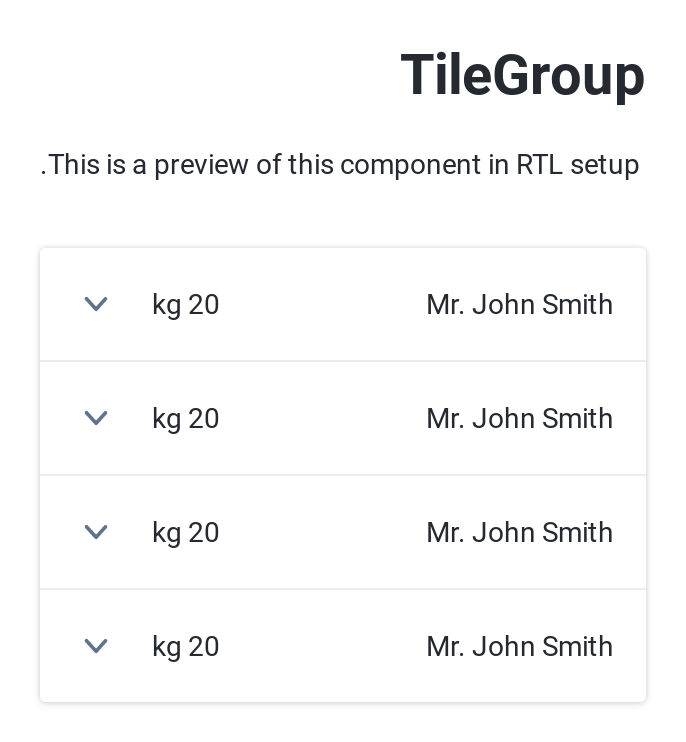 TileGroup
.This is a preview of this component in RTL setup
kg 20 Mr. John Smith
kg 20 Mr. John Smith
kg 20 Mr. John Smith
kg 20 Mr. John Smith